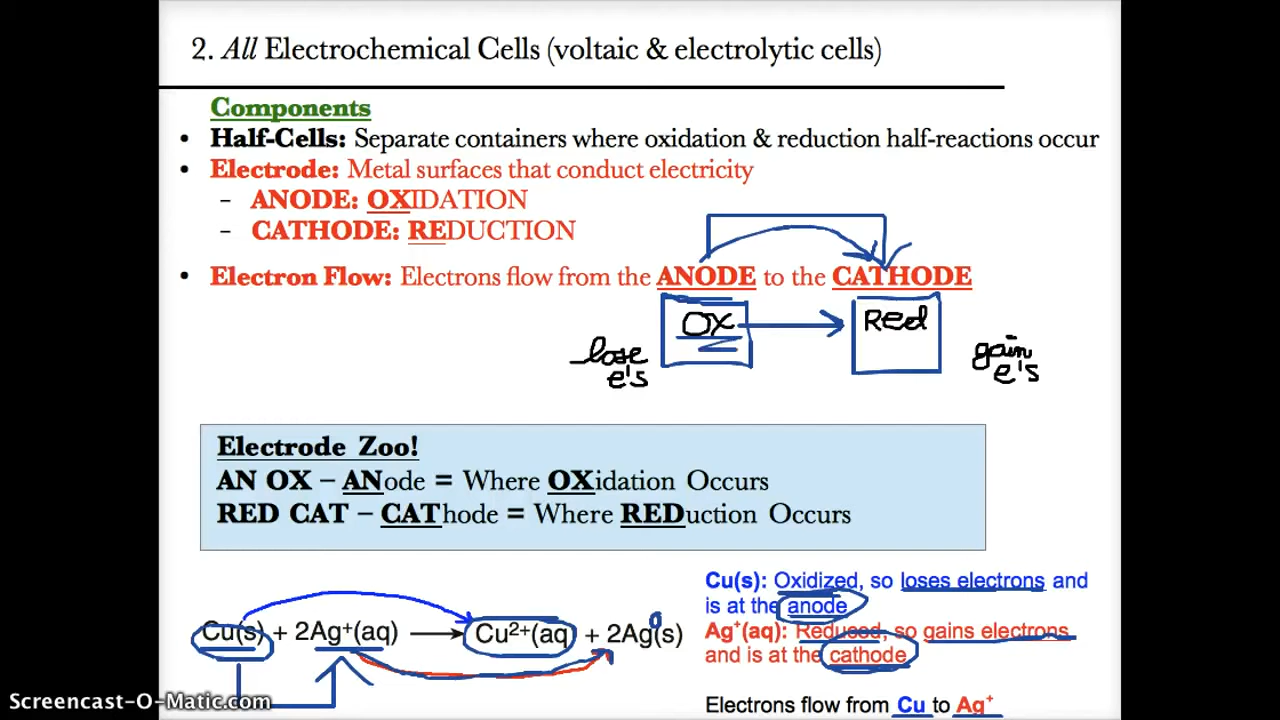 2. All Electrochemical Cells (voltaic & electrolytic cells)
Components
• Half-Cells: Separate containers where oxidation & reduction half-reactions occur
• Electrode: Metal surfaces that conduct electricity
– ANODE: OXIDATION
– CATHODE: REDUCTION
• Electron Flow: Electrons flow from the ANODE to the CATHODE
OX Red
lose e's
gain e's
Electrode Zoo!
AN OX – ANode = Where OXidation Occurs
RED CAT – CAThode = Where REDuction Occurs
Cu(s) + 2Ag⁺(aq) → Cu²⁺(aq) + 2Ag(s)
0
Cu(s): Oxidized, so loses electrons and
is at the anode
Ag⁺(aq): Reduced, so gains electrons
and is at the cathode
Electrons flow from Cu to Ag⁺
Screencast-O-Matic.com